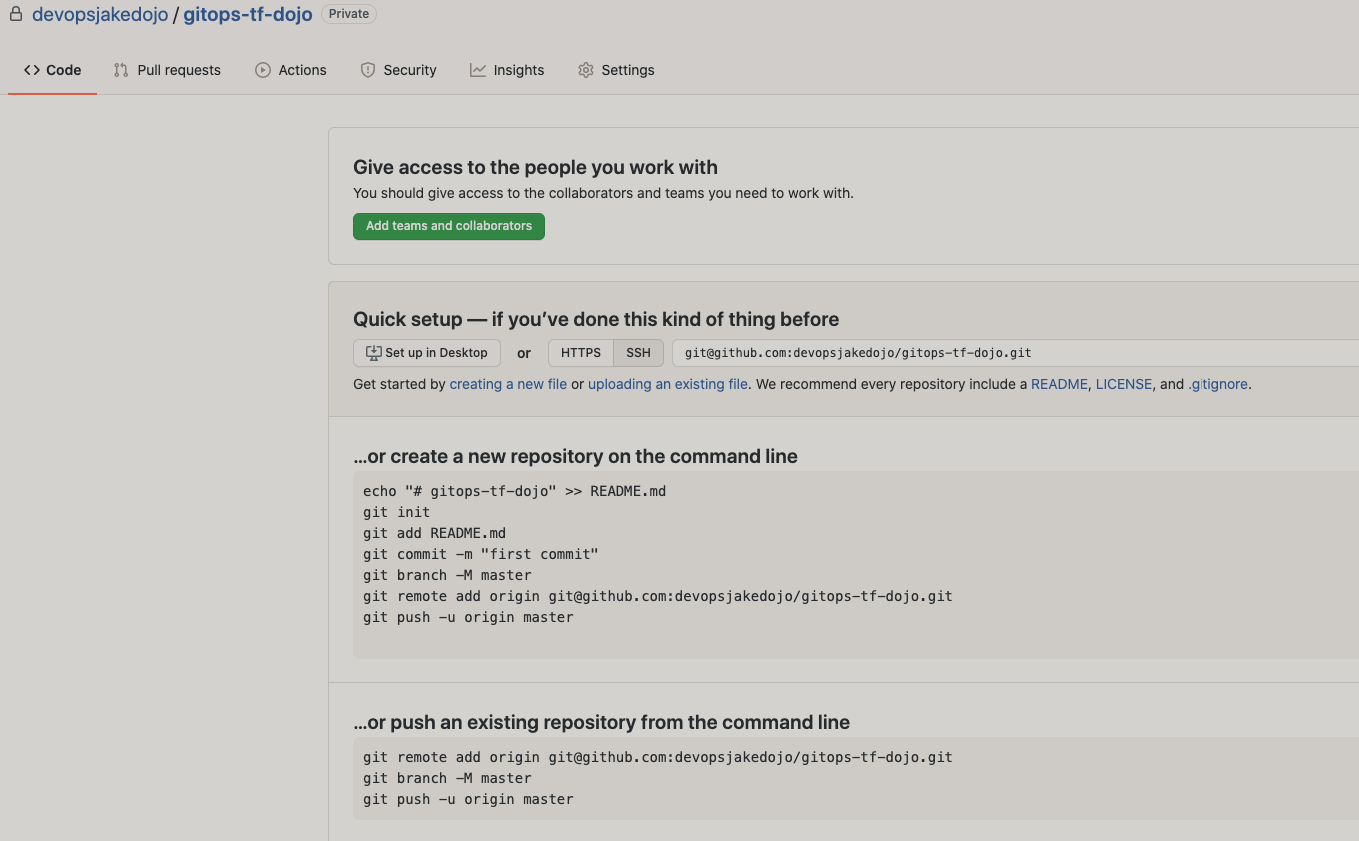 devopsjakedojo / gitops-tf-dojo Private
Code Pull requests Actions Security Insights Settings
Give access to the people you work with
You should give access to the collaborators and teams you need to work with.
Add teams and collaborators
Quick setup — if you’ve done this kind of thing before
Set up in Desktop or HTTPS SSH git@github.com:devopsjakedojo/gitops-tf-dojo.git
Get started by creating a new file or uploading an existing file. We recommend every repository include a README, LICENSE, and .gitignore.
…or create a new repository on the command line
echo "# gitops-tf-dojo" >> README.md
git init
git add README.md
git commit -m "first commit"
git branch -M master
git remote add origin git@github.com:devopsjakedojo/gitops-tf-dojo.git
git push -u origin master
…or push an existing repository from the command line
git remote add origin git@github.com:devopsjakedojo/gitops-tf-dojo.git
git branch -M master
git push -u origin master